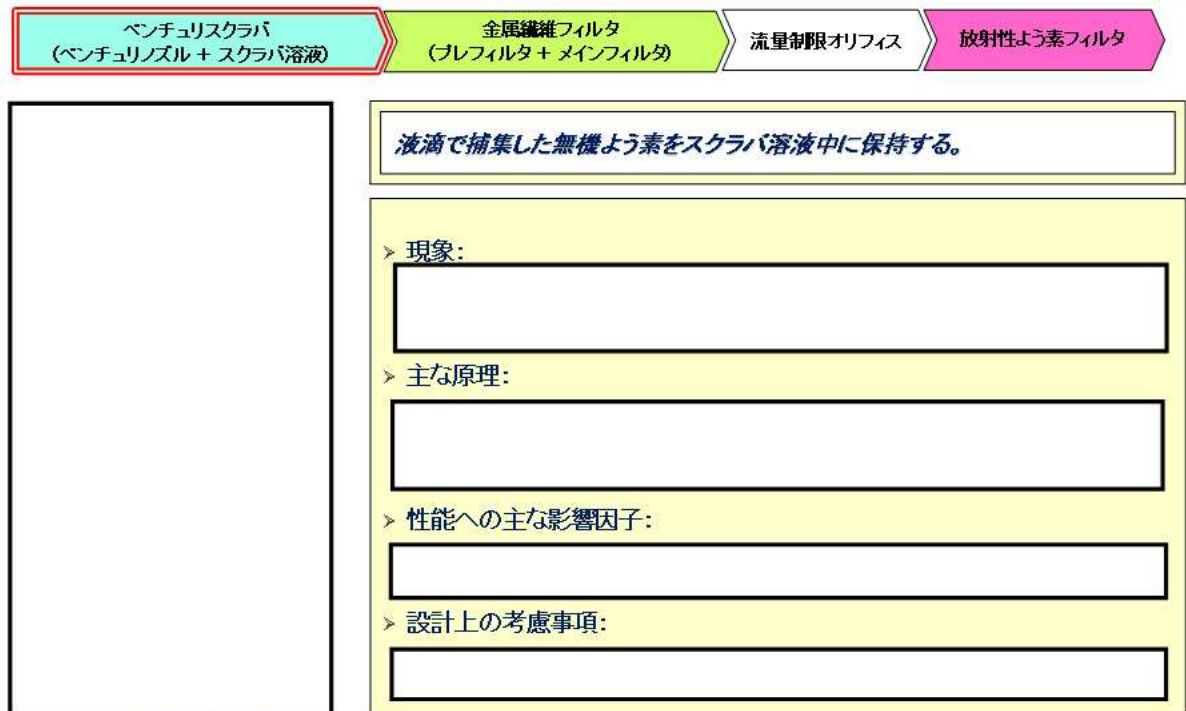 ベンチュリスクラバ
(ベンチュリノズル + スクラバ溶液)
金属繊維フィルタ
(プレフィルタ + メインフィルタ)
流量制限オリフィス
放射性よう素フィルタ
液滴で捕集した無機よう素をスクラバ溶液中に保持する。
➢ 現象:
➢ 主な原理:
➢ 性能への主な影響因子:
➢ 設計上の考慮事項: